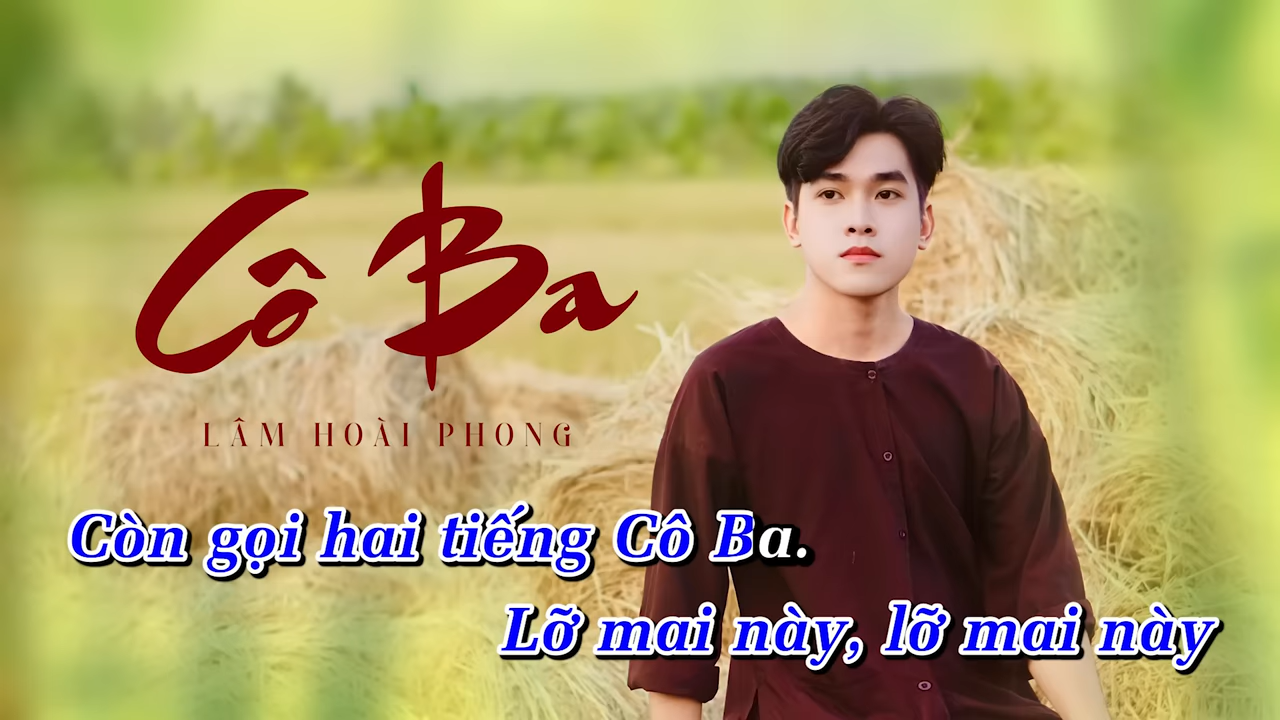 Cô Ba
LÂM HOÀI PHONG
Còn gọi hai tiếng Cô Ba.
Lỡ mai này, lỡ mai này